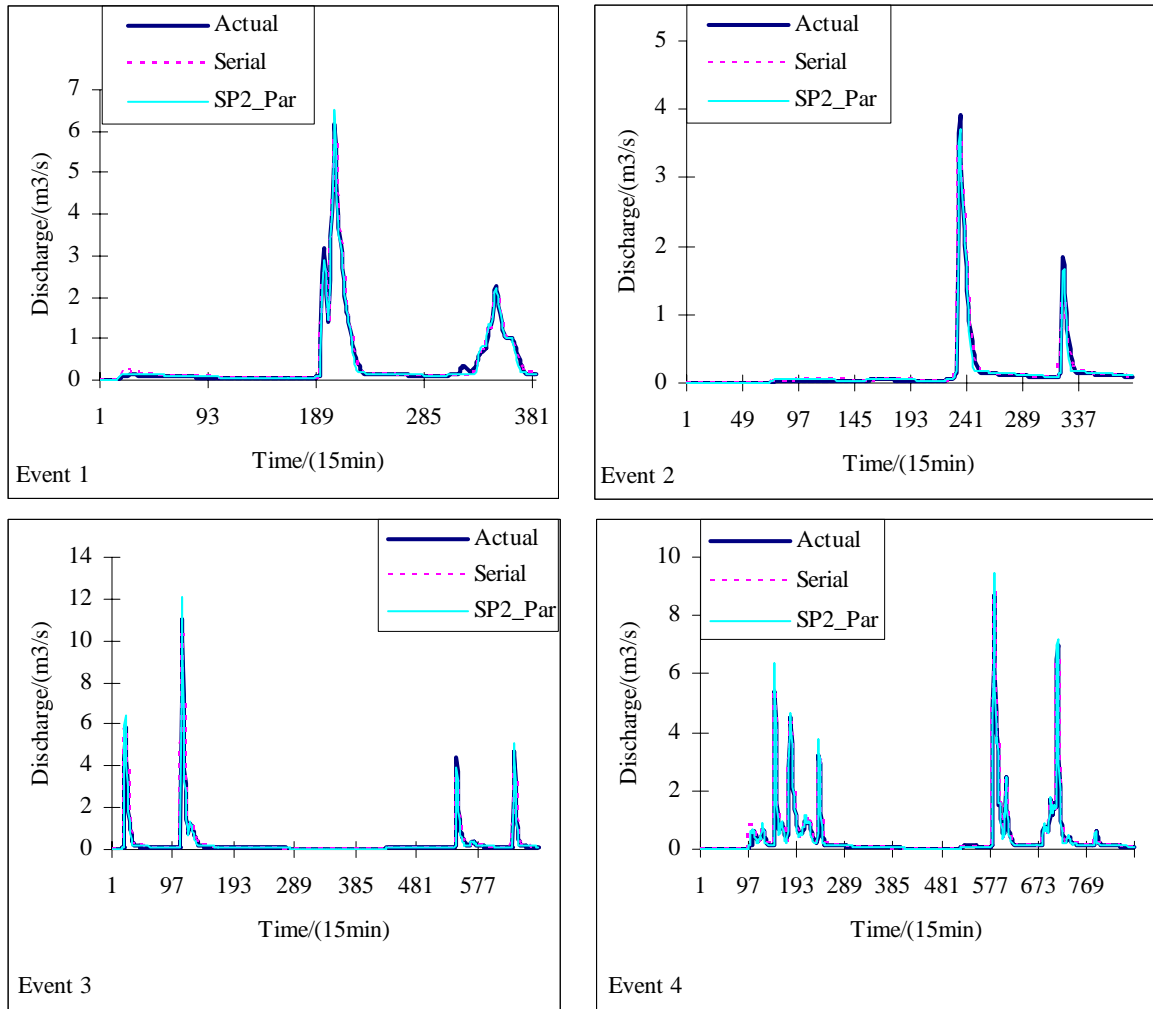 Actual
Serial
SP2_Par
7
6
5
4
3
2
1
0
Discharge/(m3/s)
1 93 189 285 381
Time/(15min)
Event 1
Actual
Serial
SP2_Par
5
4
3
2
1
0
Discharge/(m3/s)
1 49 97 145 193 241 289 337
Time/(15min)
Event 2
Actual
Serial
SP2_Par
14
12
10
8
6
4
2
0
Discharge/(m3/s)
1 97 193 289 385 481 577
Time/(15min)
Event 3
Actual
Serial
SP2_Par
10
8
6
4
2
0
Discharge/(m3/s)
1 97 193 289 385 481 577 673 769
Time/(15min)
Event 4